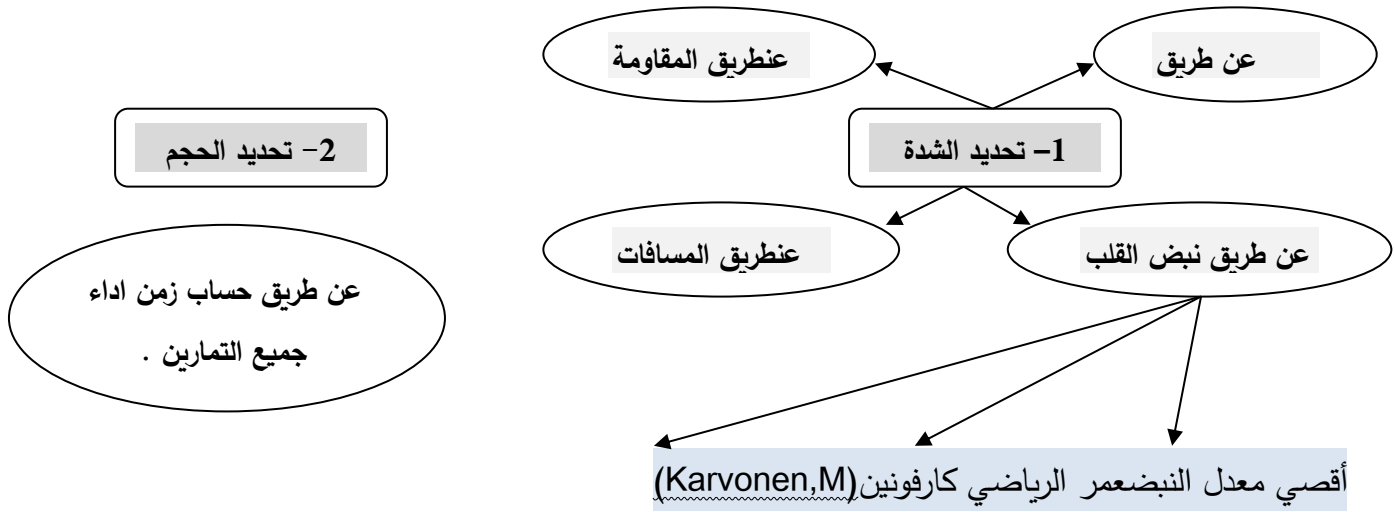 عن طريق
عنطريق المقاومة
1– تحديد الشدة
2- تحديد الحجم
عن طريق نبض القلب
عنطريق المسافات
عن طريق حساب زمن اداء
جميع التمارين .
أقصي معدل النبضعمر الرياضي كارفونين(Karvonen,M)